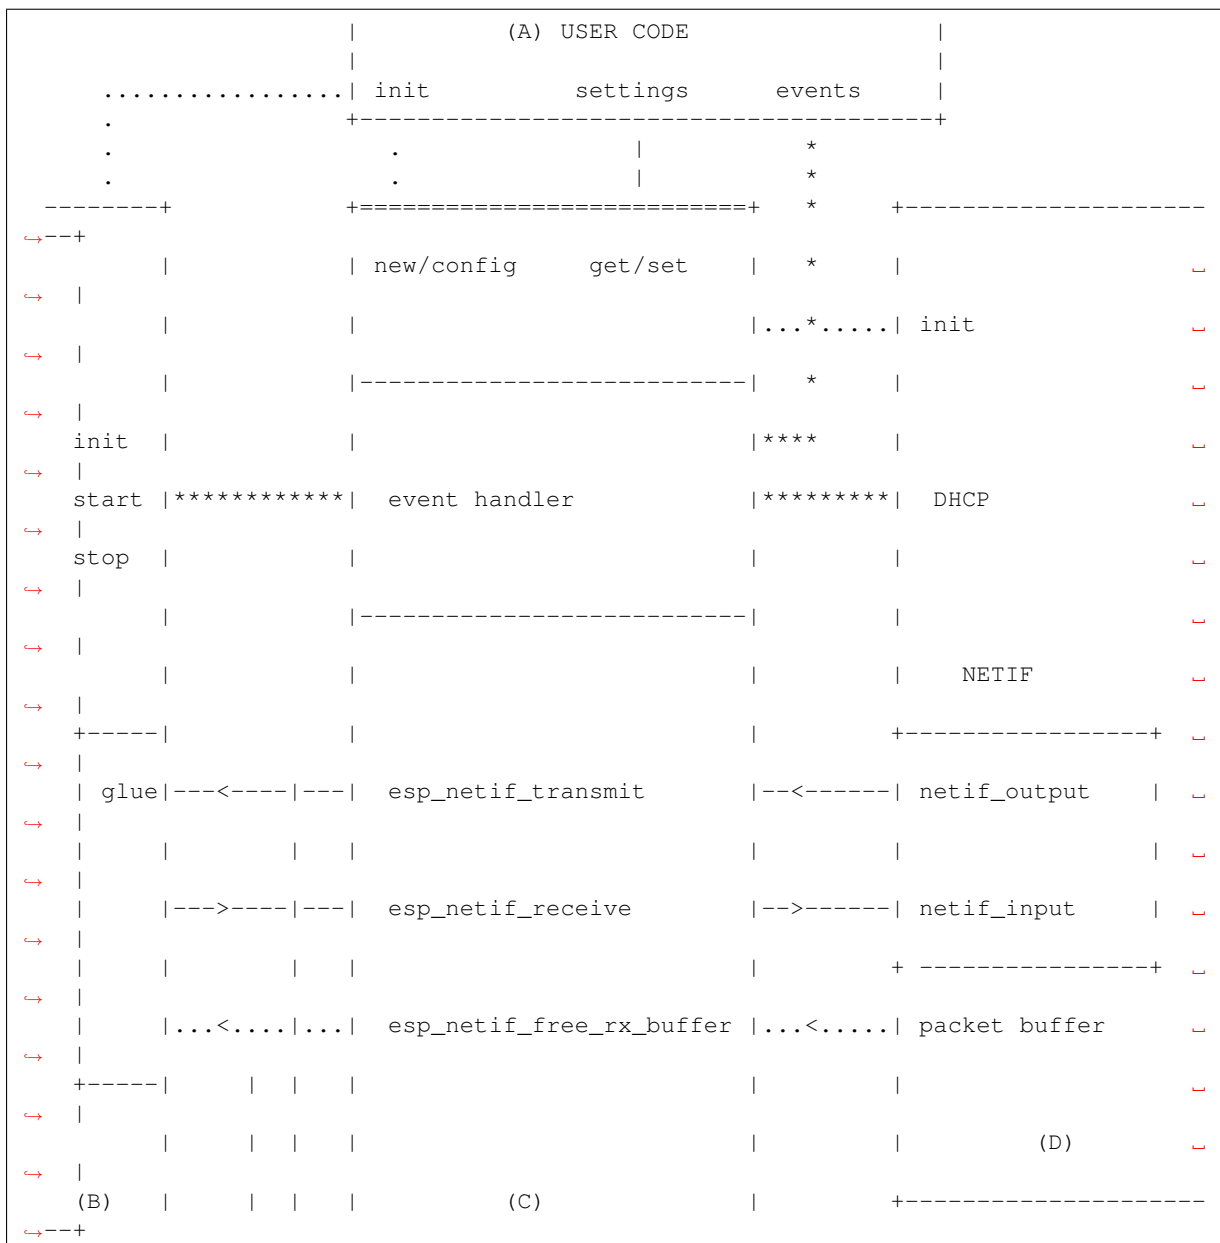 |          (A) USER CODE                 |
                       |                                        |
      .................| init          settings      events     |
      .                +----------------------------------------+
      .                   .                |           *
      .                   .                |           *
  --------+            +===========================+   *     +---------------------
↪--+
          |            | new/config     get/set    |   *     |                    ␣
↪  |
          |            |                           |...*.....| init               ␣
↪  |
          |            |---------------------------|   *     |                    ␣
↪  |
    init  |            |                           |****     |                    ␣
↪  |
    start |************|  event handler            |*********|  DHCP              ␣
↪  |
    stop  |            |                           |         |                    ␣
↪  |
          |            |---------------------------|         |                    ␣
↪  |
          |            |                           |         |    NETIF           ␣
↪  |
    +-----|            |                           |         +-----------------+  ␣
↪  |
    | glue|---<----|---|  esp_netif_transmit       |--<------| netif_output    |  ␣
↪  |
    |     |        |   |                           |         |                 |  ␣
↪  |
    |     |--->----|---|  esp_netif_receive        |-->------| netif_input     |  ␣
↪  |
    |     |        |   |                           |         + ----------------+  ␣
↪  |
    |     |...<....|...|  esp_netif_free_rx_buffer |...<.....| packet buffer      ␣
↪  |
    +-----|     |  |   |                           |         |                    ␣
↪  |
          |     |  |   |                           |         |         (D)        ␣
↪  |
    (B)   |     |  |   |          (C)              |         +---------------------
↪--+